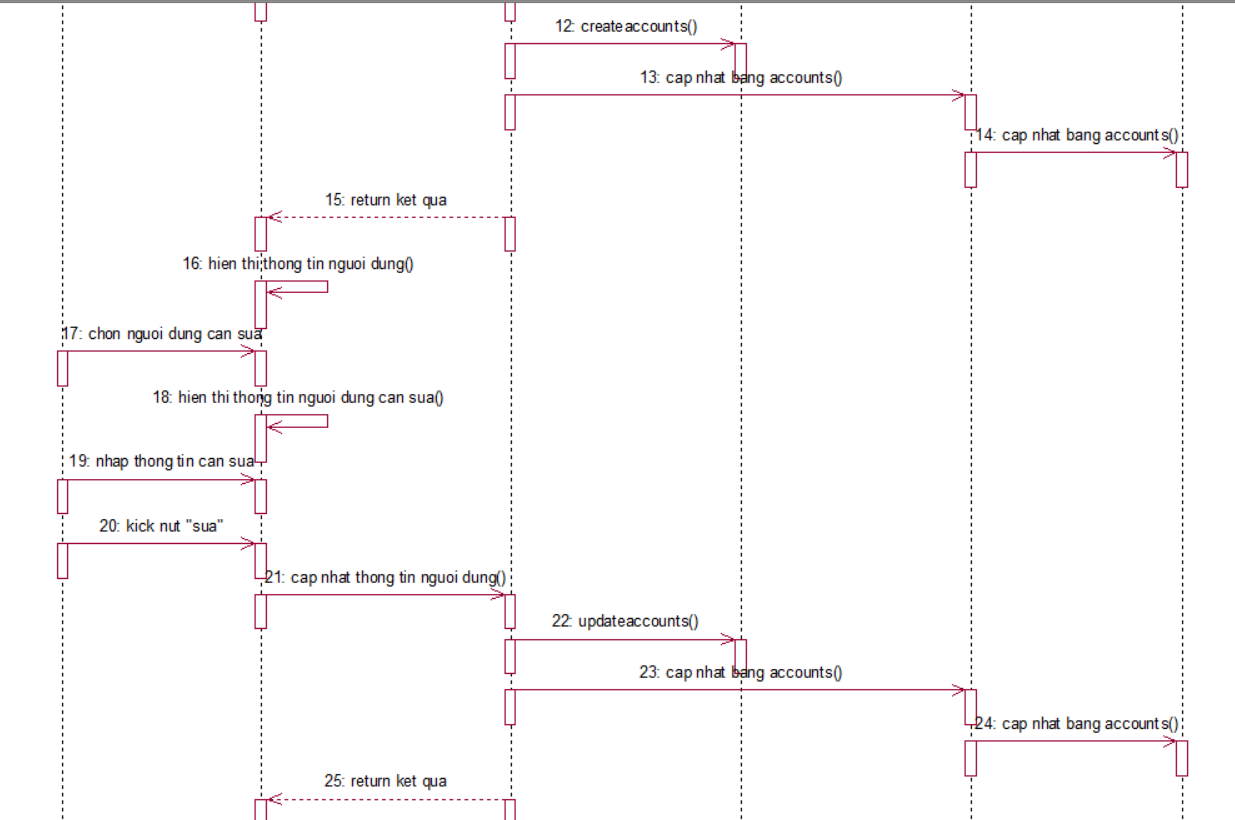 12: createaccounts()
13: cap nhat bang accounts()
14: cap nhat bang accounts()
15: return ket qua
16: hien thi thong tin nguoi dung()
17: chon nguoi dung can sua
18: hien thi thong tin nguoi dung can sua()
19: nhap thong tin can sua
20: kick nut "sua"
21: cap nhat thong tin nguoi dung()
22: updateaccounts()
23: cap nhat bang accounts()
24: cap nhat bang accounts()
25: return ket qua